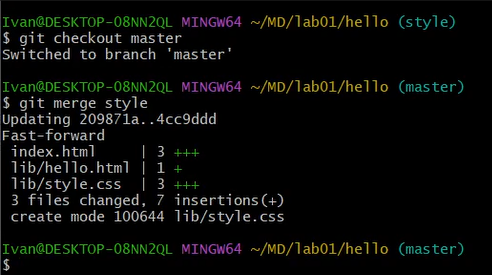 Ivan@DESKTOP-08NN2QL MINGW64 ~/MD/lab01/hello (style)
$ git checkout master
Switched to branch 'master'
Ivan@DESKTOP-08NN2QL MINGW64 ~/MD/lab01/hello (master)
$ git merge style
Updating 209871a..4cc9ddd
Fast-forward
 index.html     | 3 +++
 lib/hello.html | 1 +
 lib/style.css  | 3 +++
 3 files changed, 7 insertions(+)
 create mode 100644 lib/style.css
Ivan@DESKTOP-08NN2QL MINGW64 ~/MD/lab01/hello (master)
$